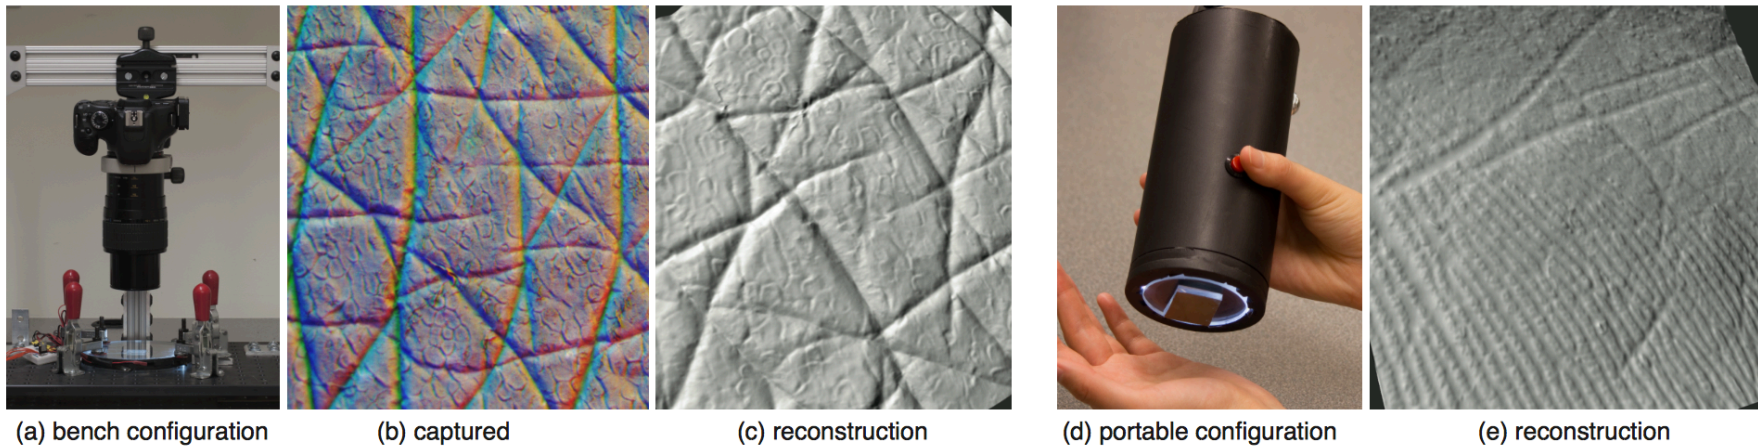 (a) bench configuration
(b) captured
(c) reconstruction
(d) portable configuration
(e) reconstruction